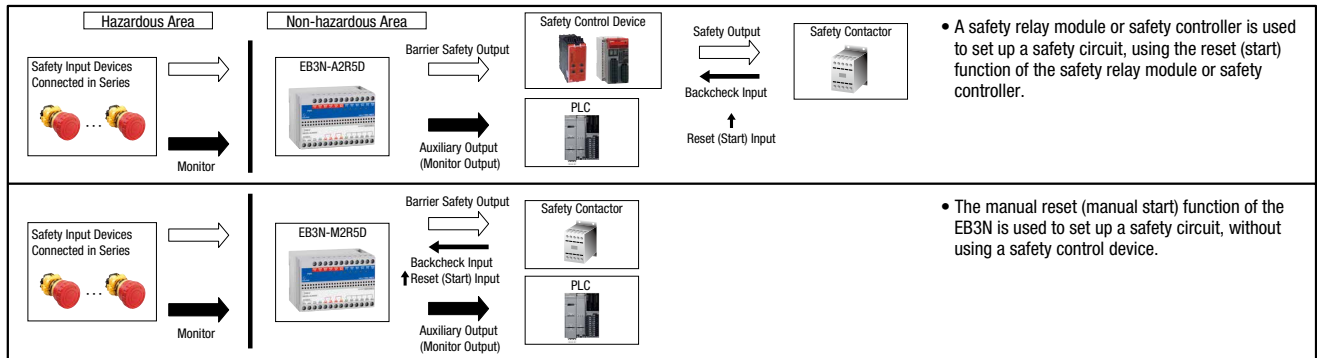 Hazardous Area
Non-hazardous Area
Safety Input Devices
Connected in Series
...
Monitor
EB3N-A2R5D
Barrier Safety Output
Auxiliary Output
(Monitor Output)
Safety Control Device
PLC
Safety Output
Backcheck Input
Reset (Start) Input
Safety Contactor
• A safety relay module or safety controller is used
to set up a safety circuit, using the reset (start)
function of the safety relay module or safety
controller.
Safety Input Devices
Connected in Series
...
Monitor
EB3N-M2R5D
Barrier Safety Output
Backcheck Input
Reset (Start) Input
Auxiliary Output
(Monitor Output)
Safety Contactor
PLC
• The manual reset (manual start) function of the
EB3N is used to set up a safety circuit, without
using a safety control device.